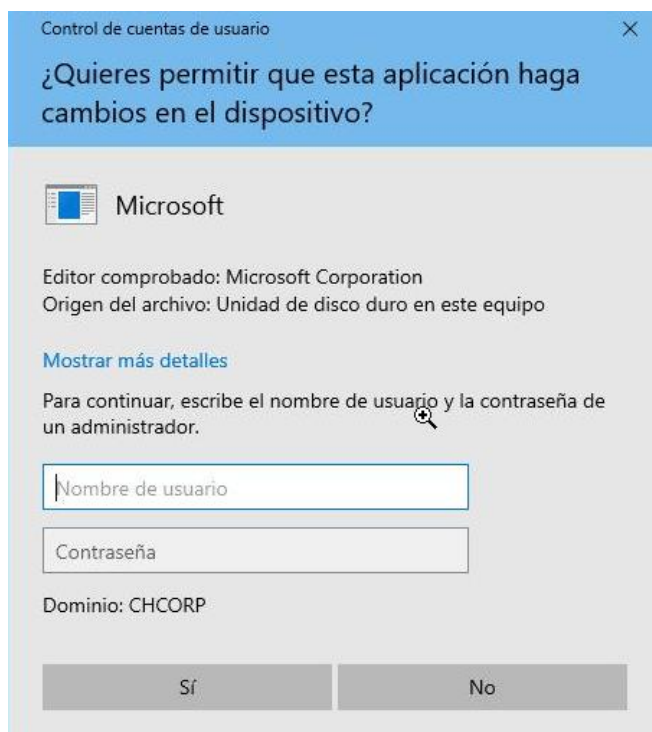 Control de cuentas de usuario
¿Quieres permitir que esta aplicación haga
cambios en el dispositivo?
Microsoft
Editor comprobado: Microsoft Corporation
Origen del archivo: Unidad de disco duro en este equipo
Mostrar más detalles
Para continuar, escribe el nombre de usuario y la contraseña de
un administrador.
Nombre de usuario
Contraseña
Dominio: CHCORP
Sí
No